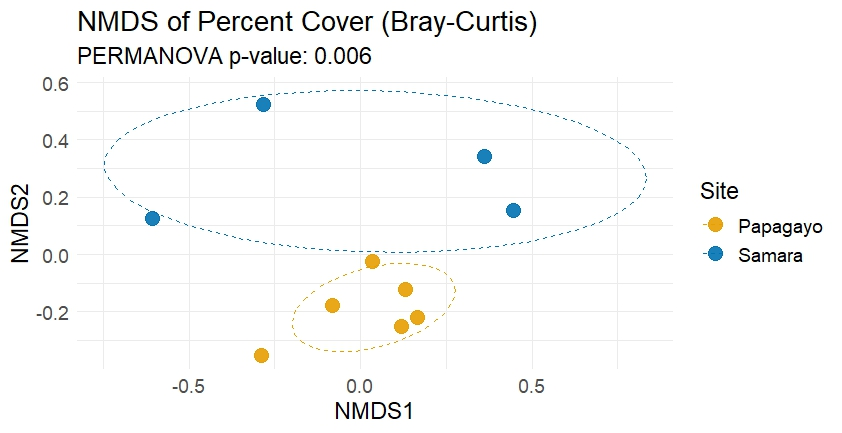 NMDS of Percent Cover (Bray-Curtis)
PERMANOVA p-value: 0.006
0.6
0.4
0.2
0.0
-0.2
NMDS2
-0.5
0.0
0.5
NMDS1
Site
Papagayo
Samara